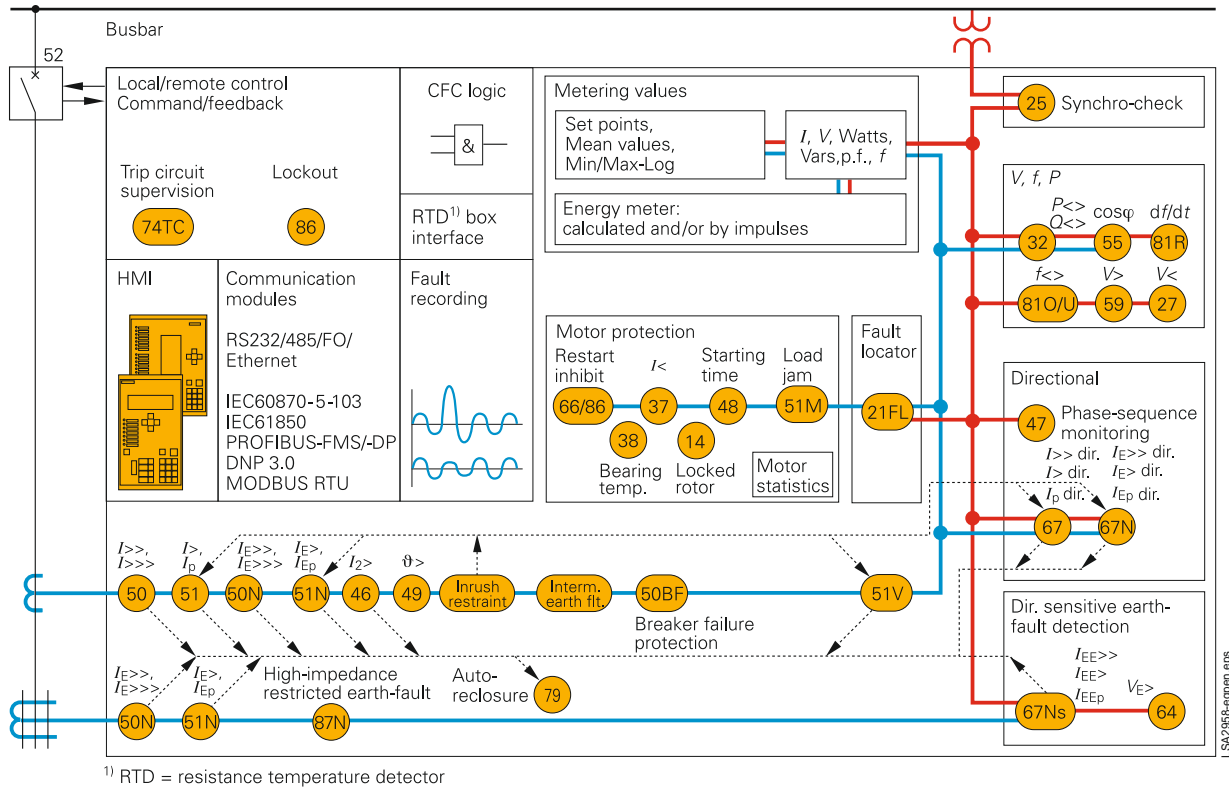 Busbar
52
Local/remote control
Command/feedback
Trip circuit
supervision
74TC
Lockout
86
CFC logic
&
RTD¹⁾ box
interface
Metering values
Set points,
Mean values,
Min/Max-Log
I, V, Watts,
Vars,p.f., f
Energy meter:
calculated and/or by impulses
25
Synchro-check
V, f, P
P<>
Q<>
cosφ
df/dt
32
55
81R
f<>
V>
V<
81O/U
59
27
HMI
Communication
modules
RS232/485/FO/
Ethernet
IEC60870-5-103
IEC61850
PROFIBUS-FMS/-DP
DNP 3.0
MODBUS RTU
Fault
recording
Motor protection
Restart
inhibit
I<
Starting
time
Load
jam
66/86
37
48
51M
38
14
Bearing
temp.
Locked
rotor
Motor
statistics
Fault
locator
21FL
Directional
47
Phase-sequence
monitoring
I>> dir.
I> dir.
Ip dir.
IE>> dir.
IE> dir.
IEp dir.
67
67N
I>>,
I>>>
I>,
Ip
IE>>,
IE>>>
IE>,
IEp
I2>
ϑ>
50
51
50N
51N
46
49
Inrush
restraint
Interm.
earth flt.
50BF
51V
Breaker failure
protection
IE>>,
IE>>>
IE>,
IEp
High-impedance
restricted earth-fault
Auto-
reclosure
79
50N
51N
87N
Dir. sensitive earth-
fault detection
IEE>>
IEE>
IEEp
VE>
67Ns
64
LSA2958-egpen.eps
¹⁾ RTD = resistance temperature detector